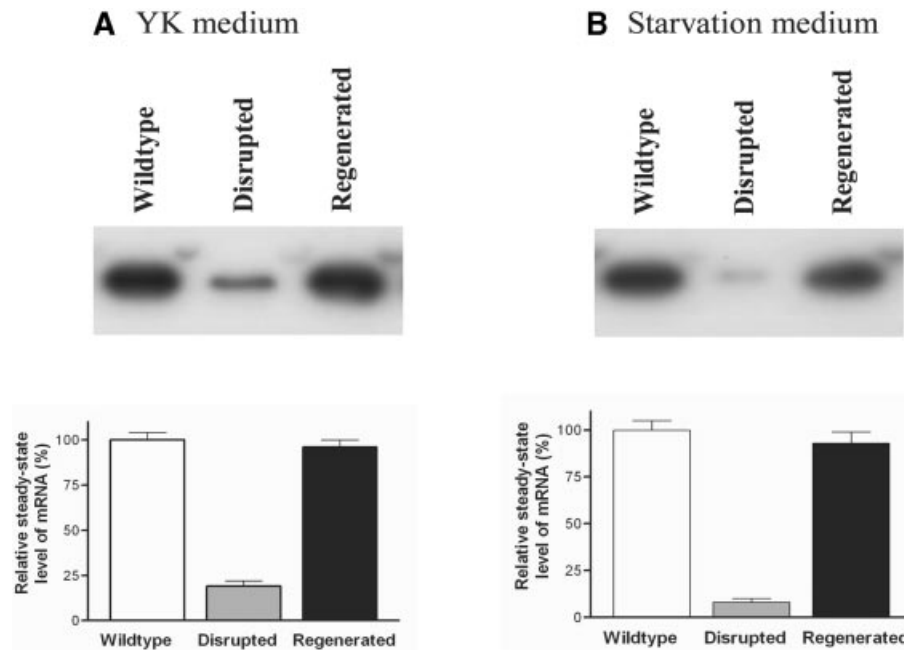 A YK medium
Wildtype
Disrupted
Regenerated
Relative steady-state
level of mRNA (%)
100
75
50
25
0
Wildtype Disrupted Regenerated
B Starvation medium
Wildtype
Disrupted
Regenerated
Relative steady-state
level of mRNA (%)
100
75
50
25
0
Wildtype Disrupted Regenerated